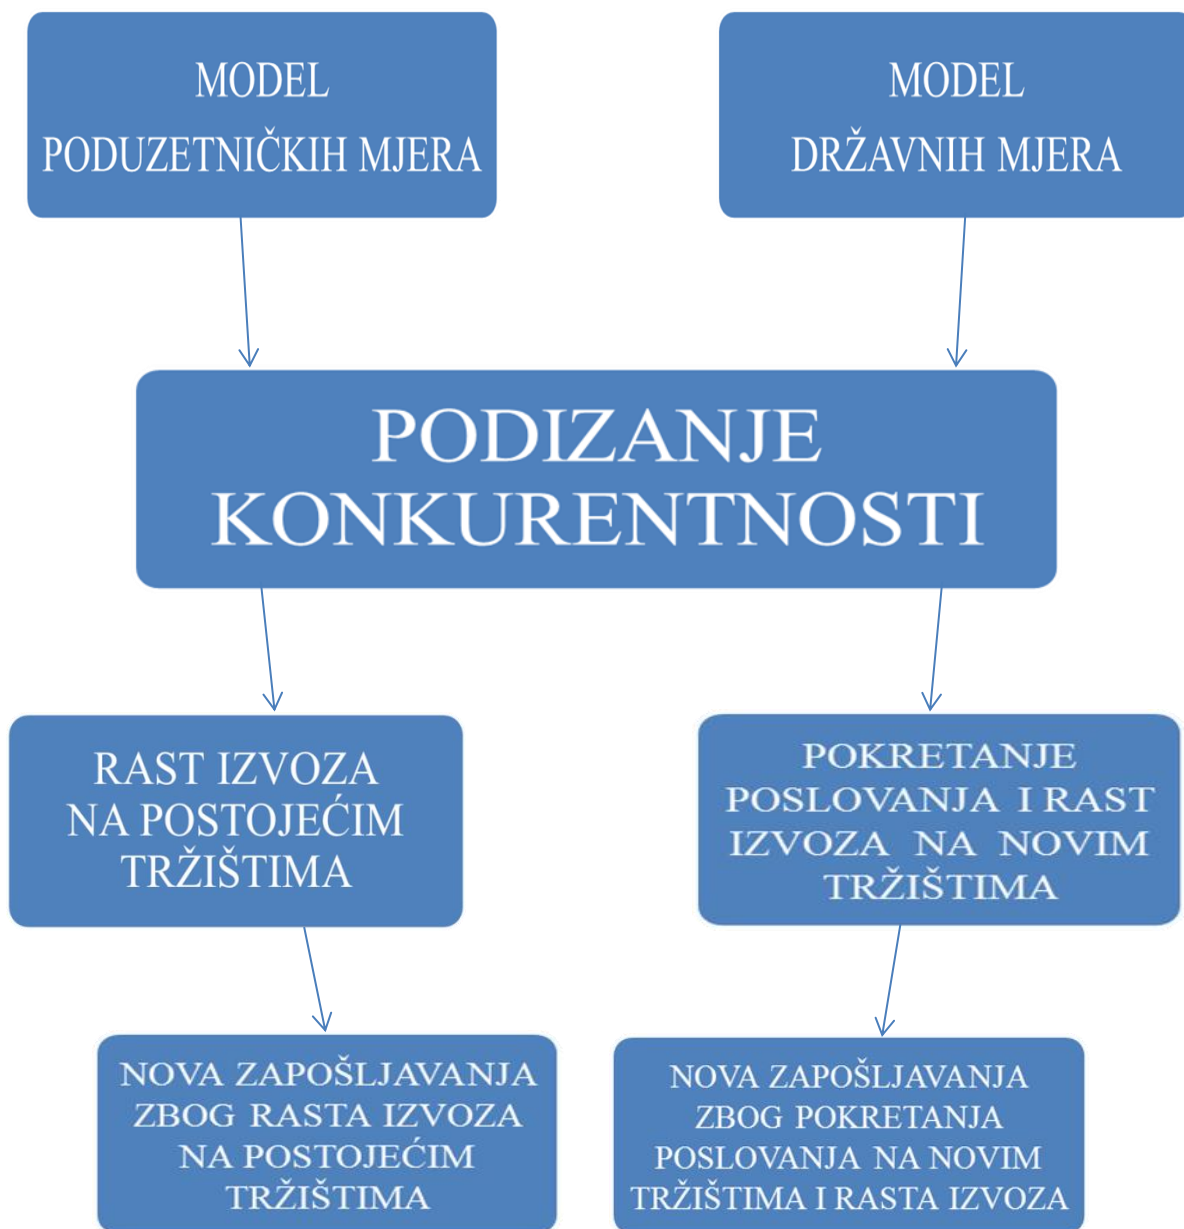 MODEL
PODUZETNIČKIH MJERA
MODEL
DRŽAVNIH MJERA
PODIZANJE
KONKURENTNOSTI
RAST IZVOZA
NA POSTOJEĆIM
TRŽIŠTIMA
POKRETANJE
POSLOVANJA I RAST
IZVOZA NA NOVIM
TRŽIŠTIMA
NOVA ZAPOŠLJAVANJA
ZBOG RASTA IZVOZA
NA POSTOJEĆIM
TRŽIŠTIMA
NOVA ZAPOŠLJAVANJA
ZBOG POKRETANJA
POSLOVANJA NA NOVIM
TRŽIŠTIMA I RASTA IZVOZA